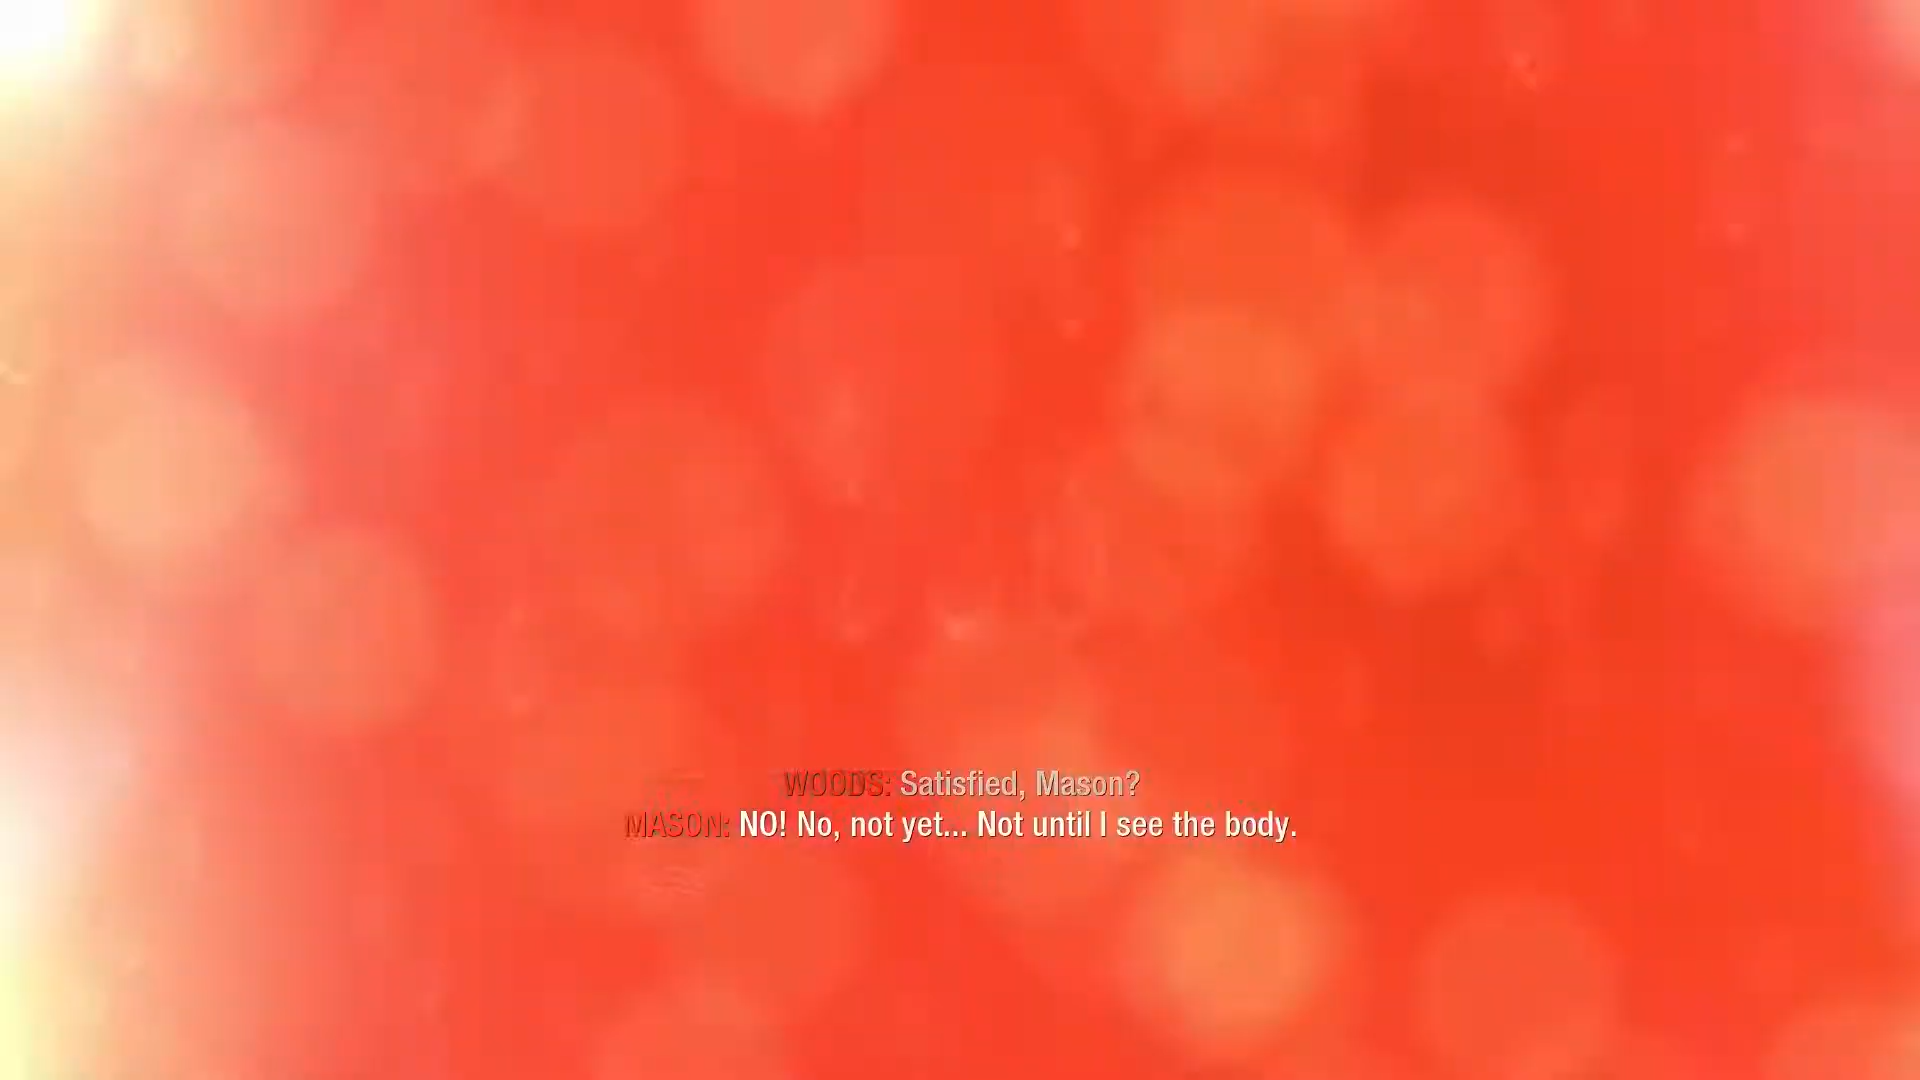 WOODS: Satisfied, Mason?
MASON: NO! No, not yet... Not until I see the body.